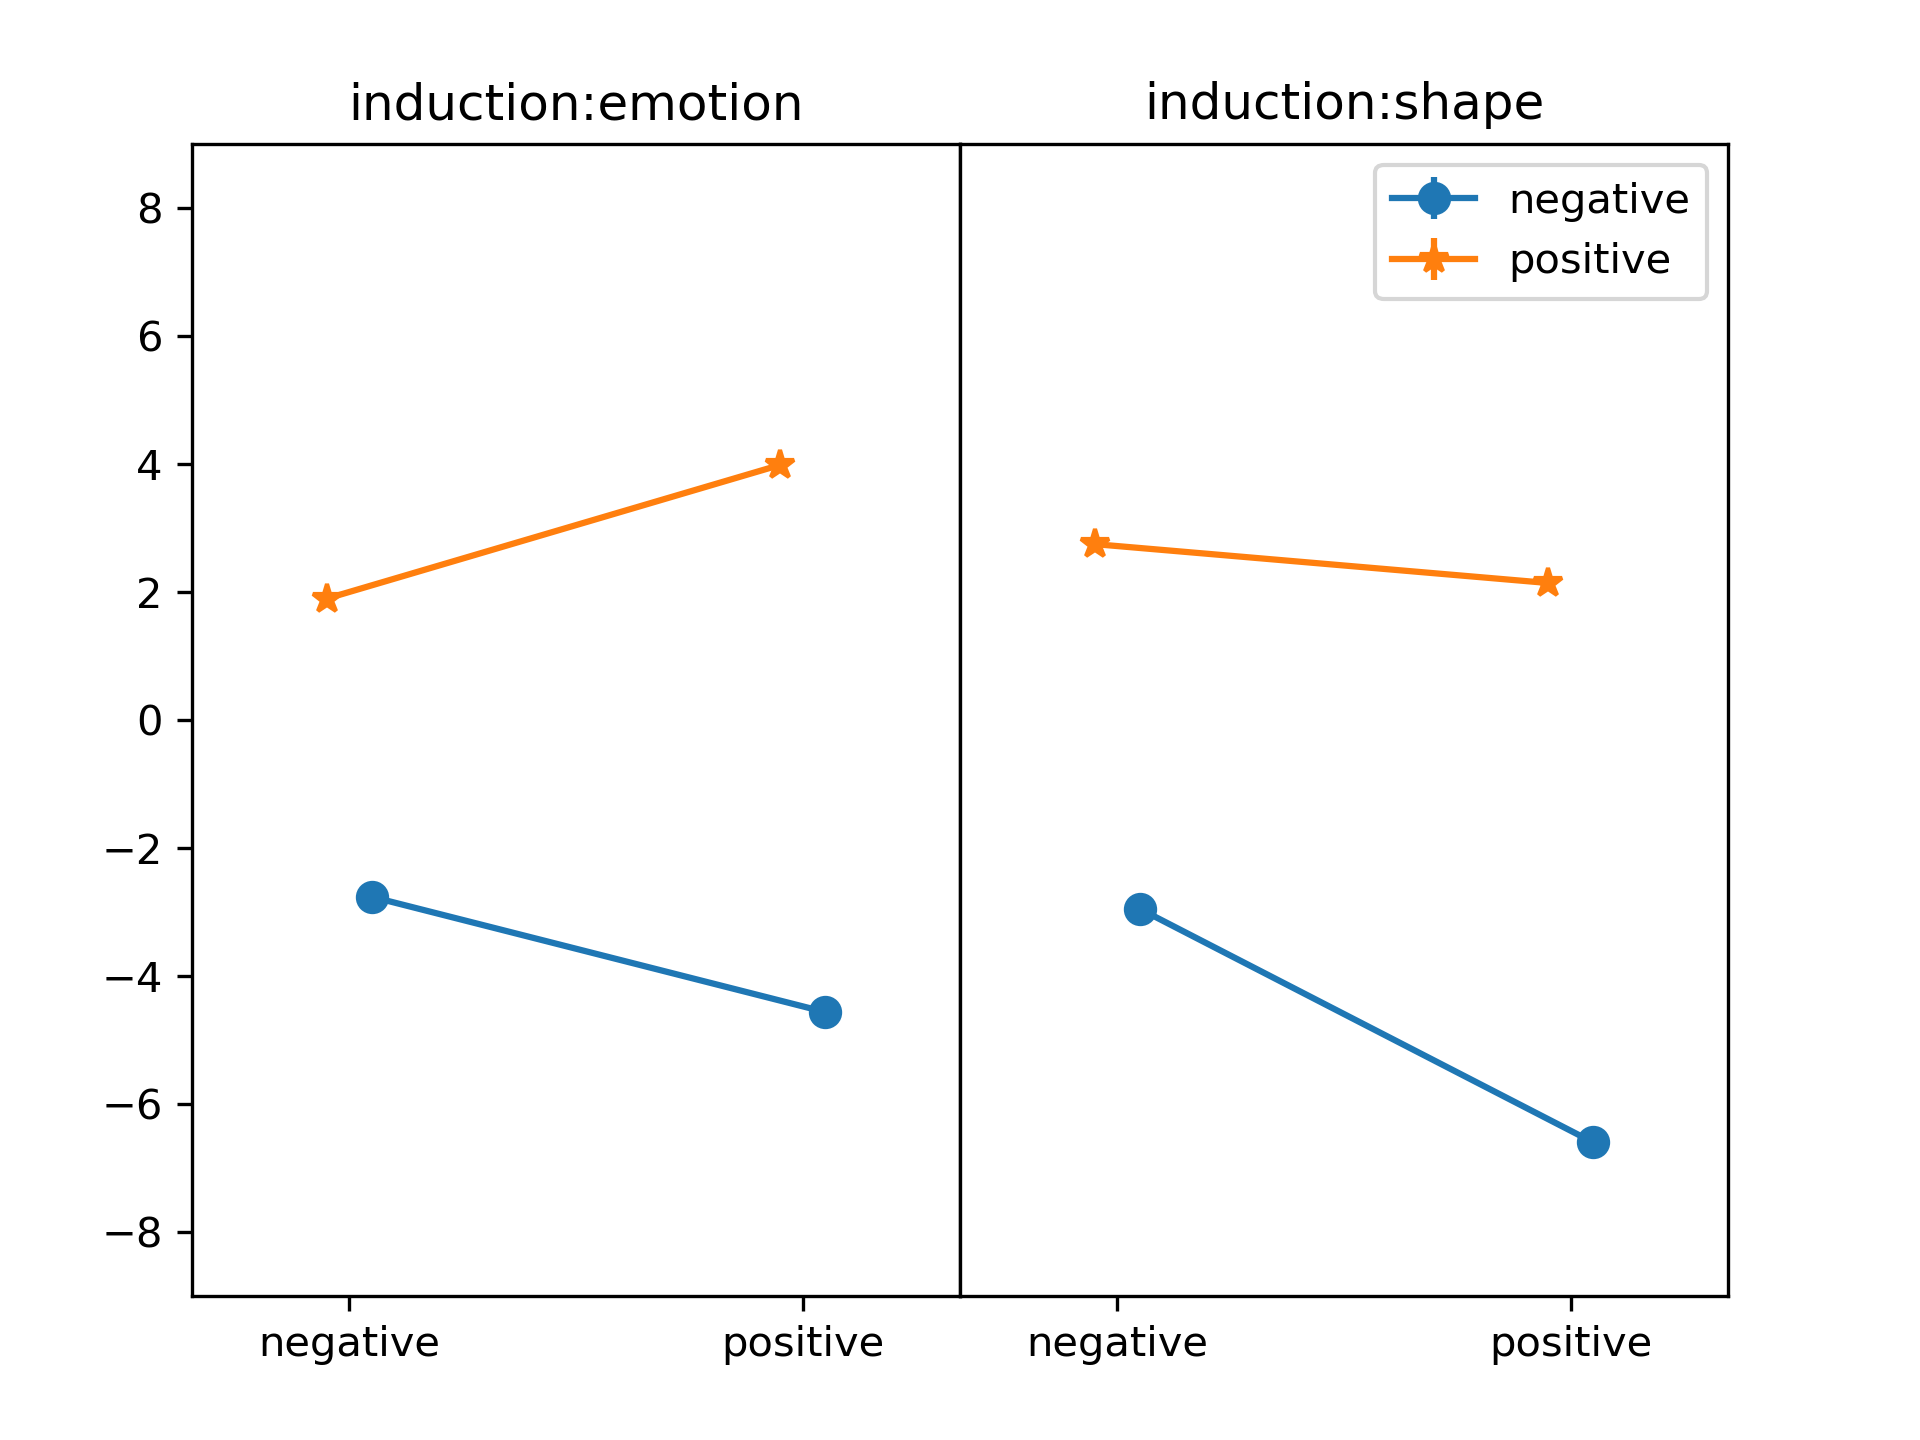 induction:emotion
induction:shape
negative
positive
8
6
4
2
0
−2
−4
−6
−8
negative
positive
negative
positive